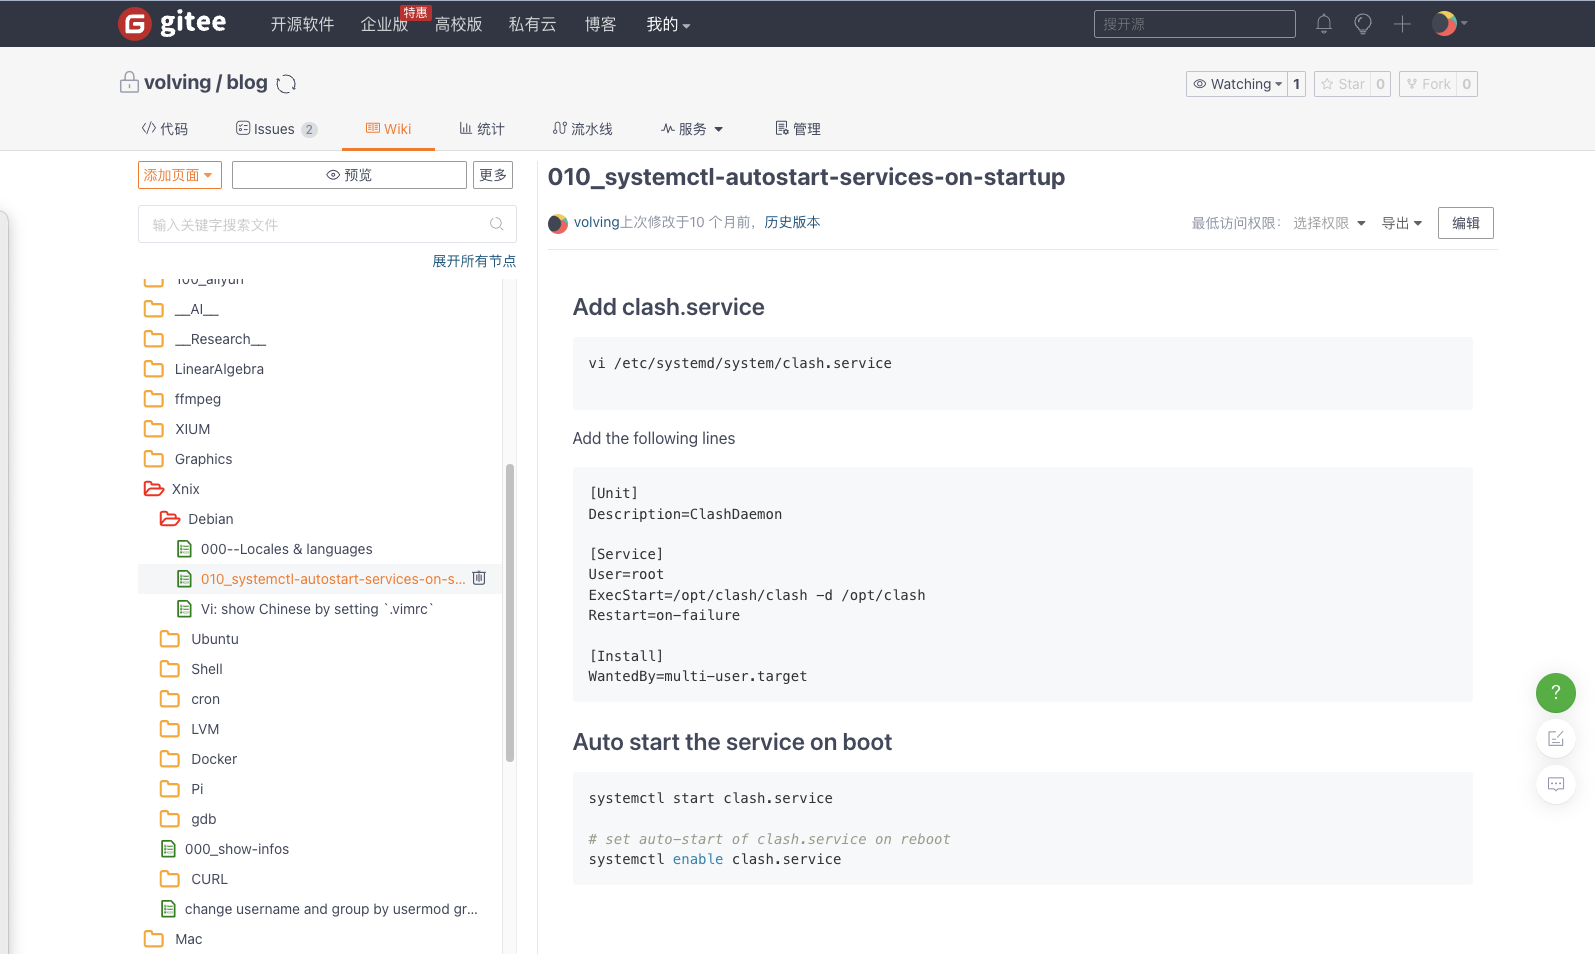 gitee
开源软件 企业版 特惠 高校版 私有云 博客 我的 搜开源
volving / blog
Watching 1 Star 0 Fork 0
代码 Issues 2 Wiki 统计 流水线 服务 管理
添加页面 预览 更多
输入关键字搜索文件
展开所有节点
100_aliyun
__AI__
__Research__
LinearAlgebra
ffmpeg
XIUM
Graphics
Xnix
Debian
000--Locales & languages
010_systemctl-autostart-services-on-s...
Vi: show Chinese by setting `.vimrc`
Ubuntu
Shell
cron
LVM
Docker
Pi
gdb
000_show-infos
CURL
change username and group by usermod gr...
Mac
010_systemctl-autostart-services-on-startup
volving上次修改于10 个月前，历史版本
最低访问权限： 选择权限 导出 编辑
Add clash.service
vi /etc/systemd/system/clash.service
Add the following lines
[Unit]
Description=ClashDaemon
[Service]
User=root
ExecStart=/opt/clash/clash -d /opt/clash
Restart=on-failure
[Install]
WantedBy=multi-user.target
Auto start the service on boot
systemctl start clash.service
# set auto-start of clash.service on reboot
systemctl enable clash.service
?